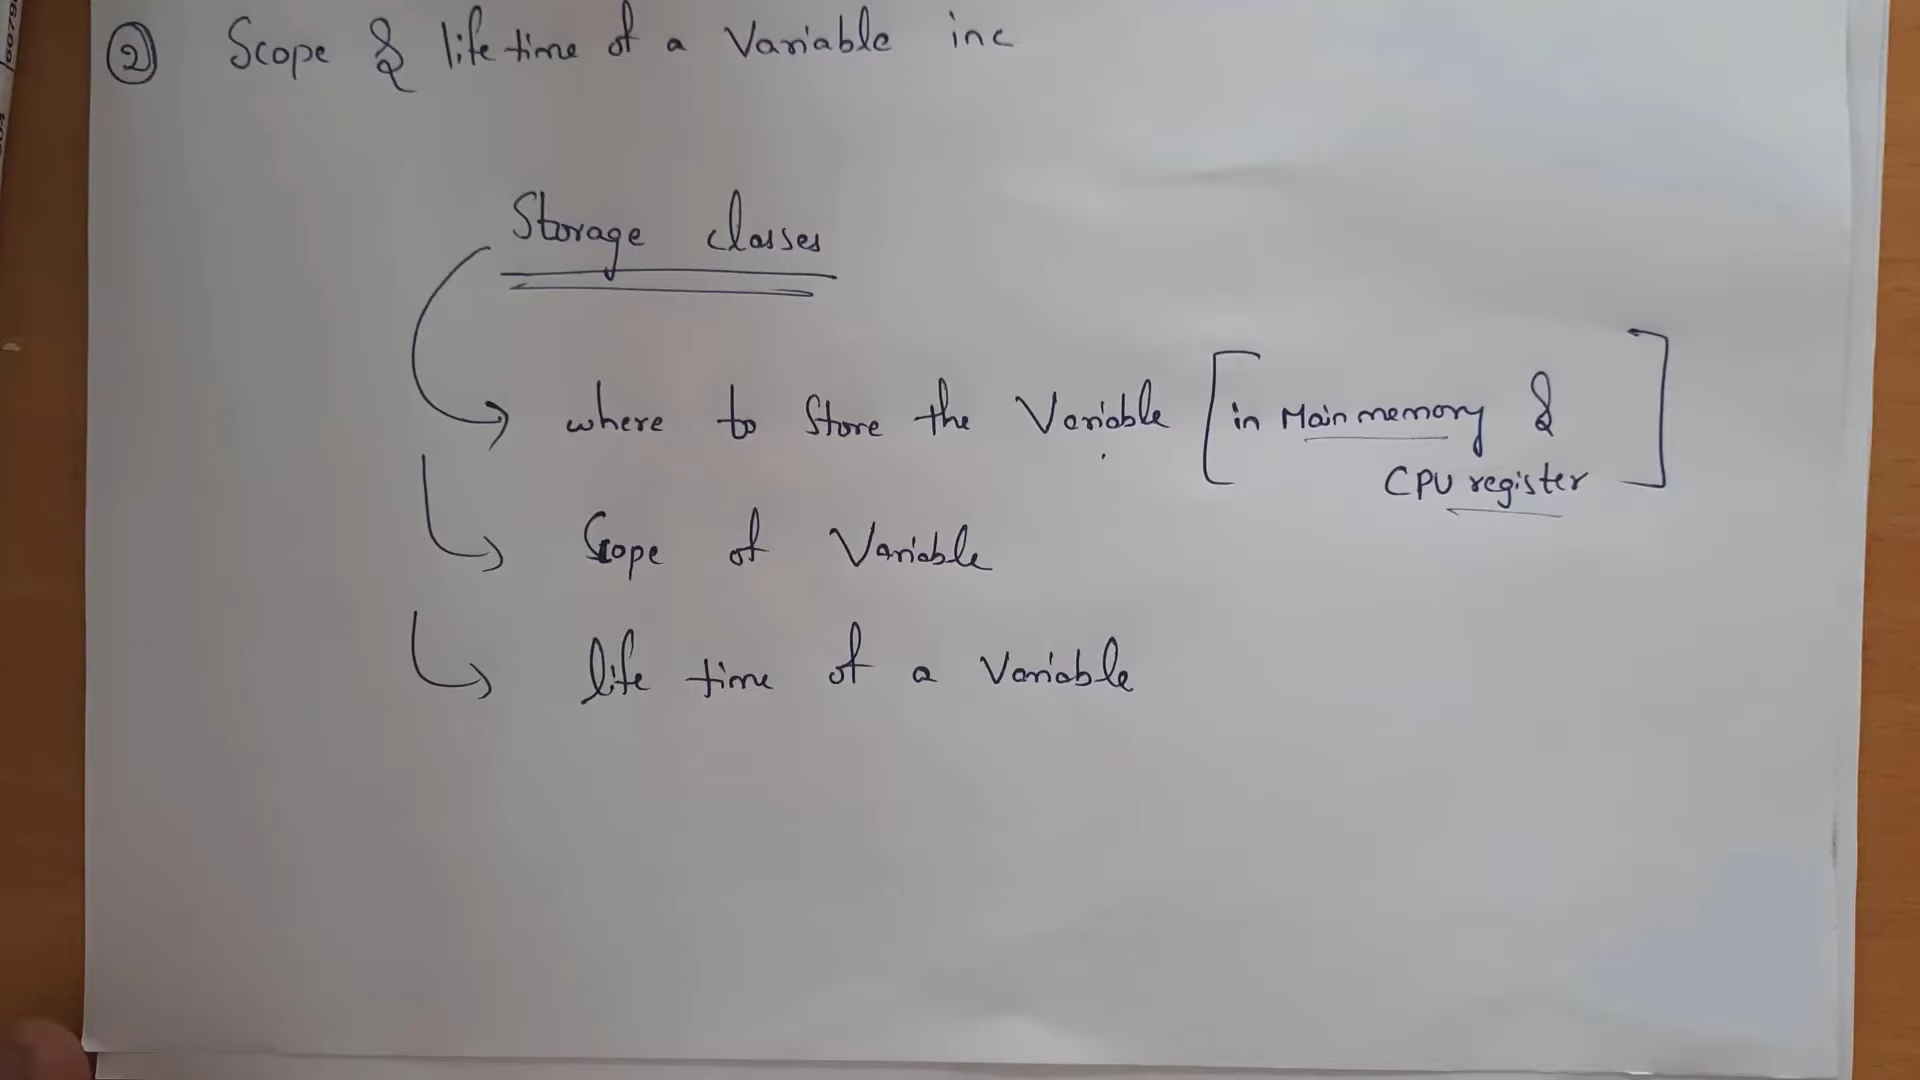 ② Scope & life time of a Variable inc
Storage classes
where to store the Variable [in Main memory &
CPU register]
Scope of Variable
life time of a Variable